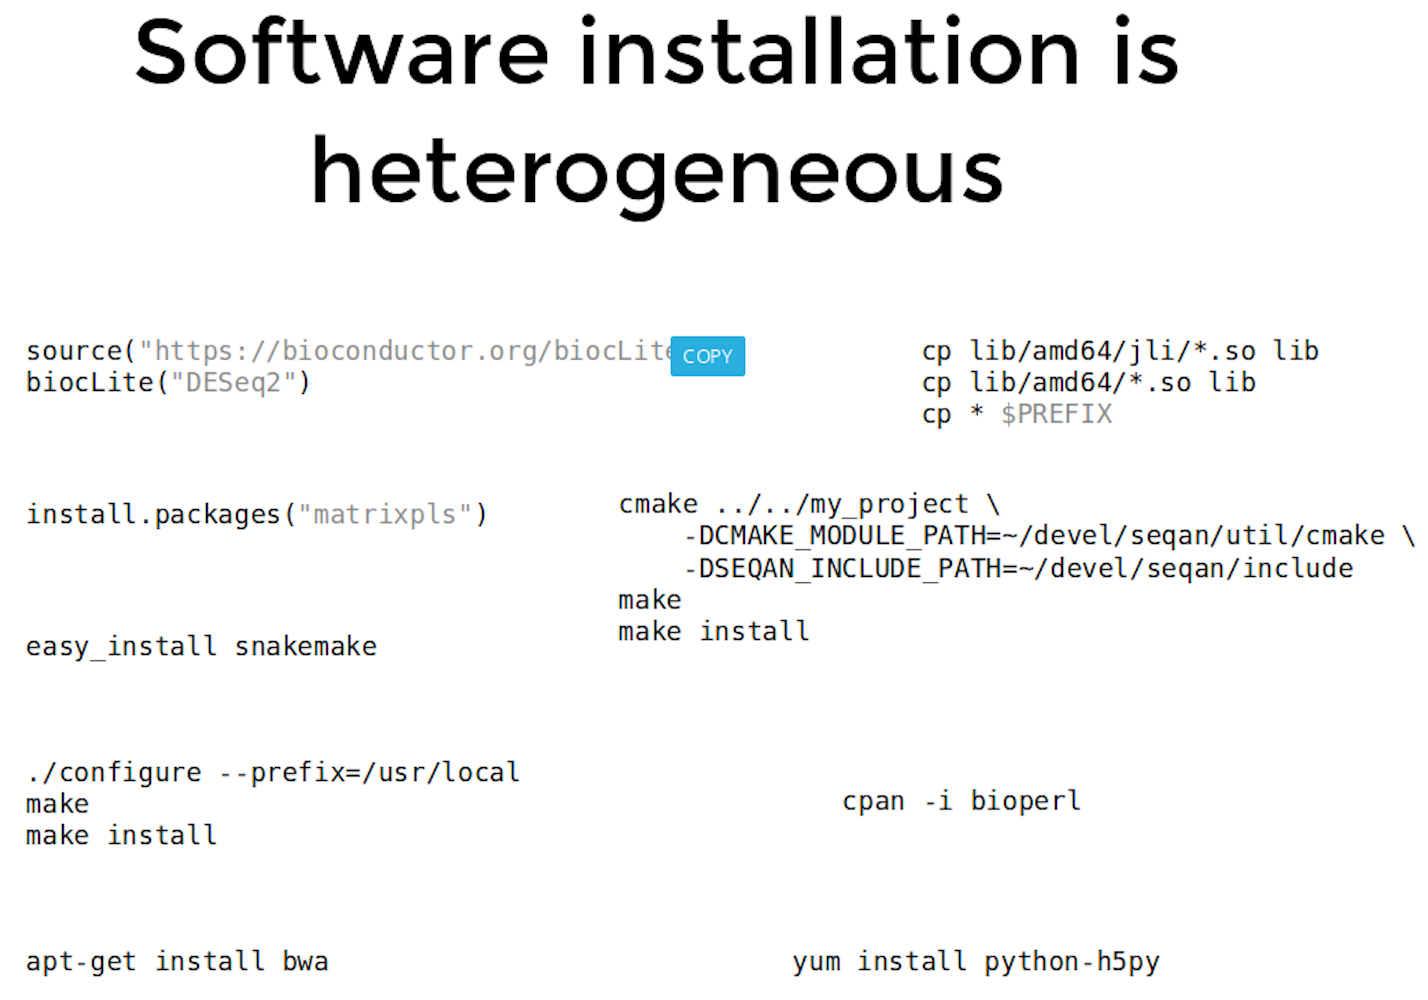 Software installation is
heterogeneous
source("https://bioconductor.org/biocLite
COPY
biocLite("DESeq2")
cp lib/amd64/jli/*.so lib
cp lib/amd64/*.so lib
cp * $PREFIX
install.packages("matrixpls")
cmake ../../my_project \
    -DCMAKE_MODULE_PATH=~/devel/seqan/util/cmake \
    -DSEQAN_INCLUDE_PATH=~/devel/seqan/include
make
make install
easy_install snakemake
./configure --prefix=/usr/local
make
make install
cpan -i bioperl
apt-get install bwa
yum install python-h5py